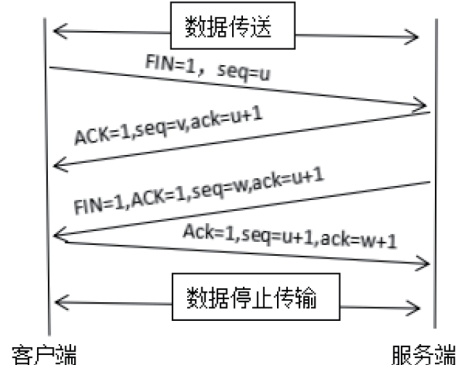 数据传送
FIN=1，seq=u
ACK=1,seq=v,ack=u+1
FIN=1,ACK=1,seq=w,ack=u+1
Ack=1,seq=u+1,ack=w+1
数据停止传输
客户端
服务端